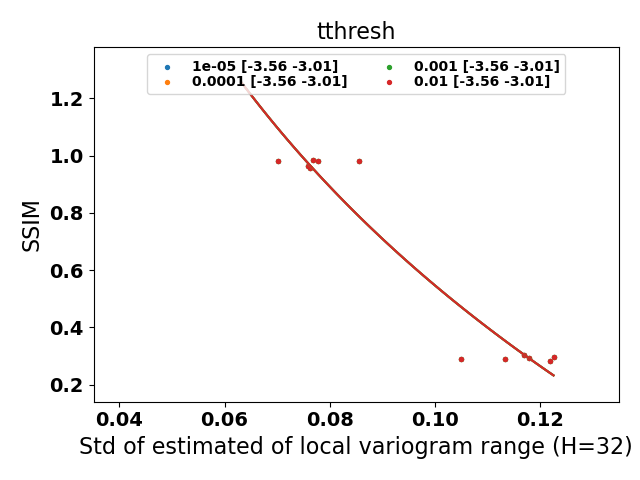 tthresh
1e-05 [-3.56 -3.01]
0.0001 [-3.56 -3.01]
0.001 [-3.56 -3.01]
0.01 [-3.56 -3.01]
1.2
1.0
0.8
0.6
0.4
0.2
SSIM
0.04 0.06 0.08 0.10 0.12
Std of estimated of local variogram range (H=32)